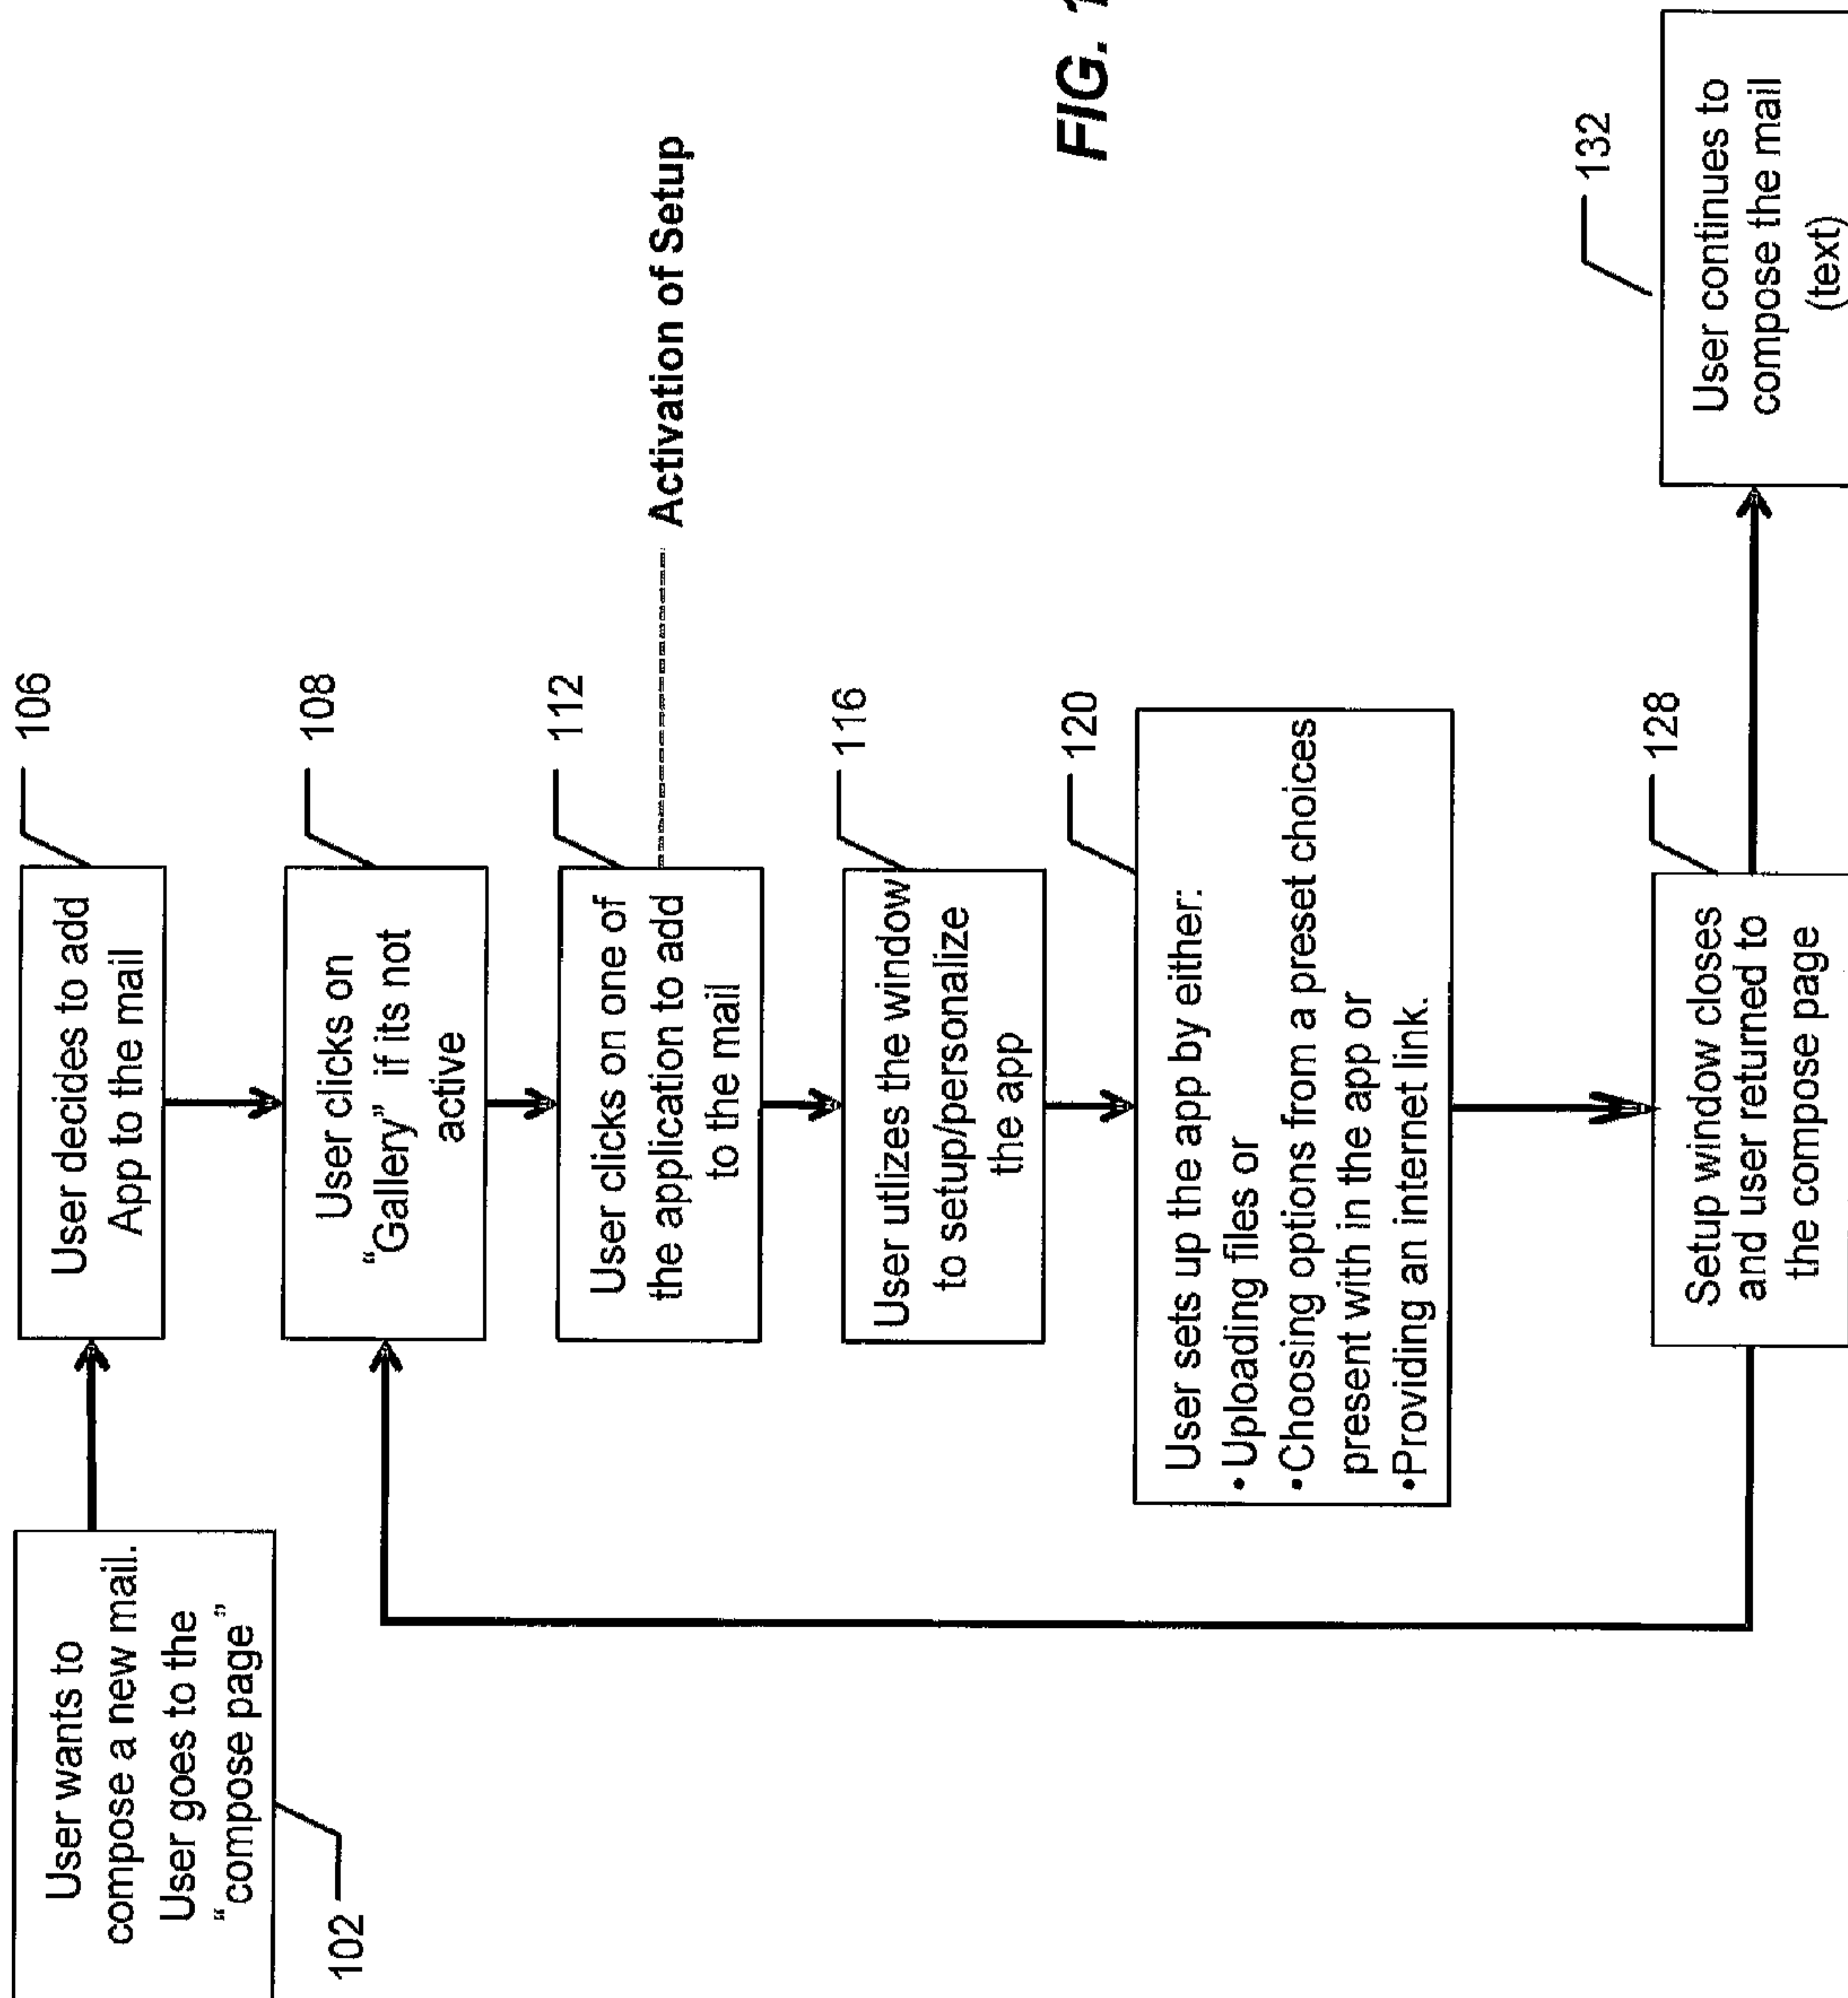 User wants to
compose a new mail.
User goes to the
“compose page”
102
User decides to add
App to the mail
106
User clicks on
“Gallery” if its not
active
108
User clicks on one of
the application to add
to the mail
112
Activation of Setup
User utlizes the window
to setup/personalize
the app
116
User sets up the app by either:
• Uploading files or
•Choosing options from a preset choices
present with in the app or
•Providing an internet link.
120
Setup window closes
and user returned to
the compose page
128
User continues to
compose the mail
(text)
132
FIG. 1